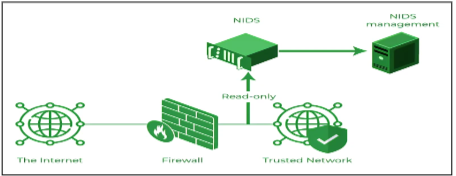 NIDS
NIDS
management
Read-only
The Internet
Firewall
Trusted Network